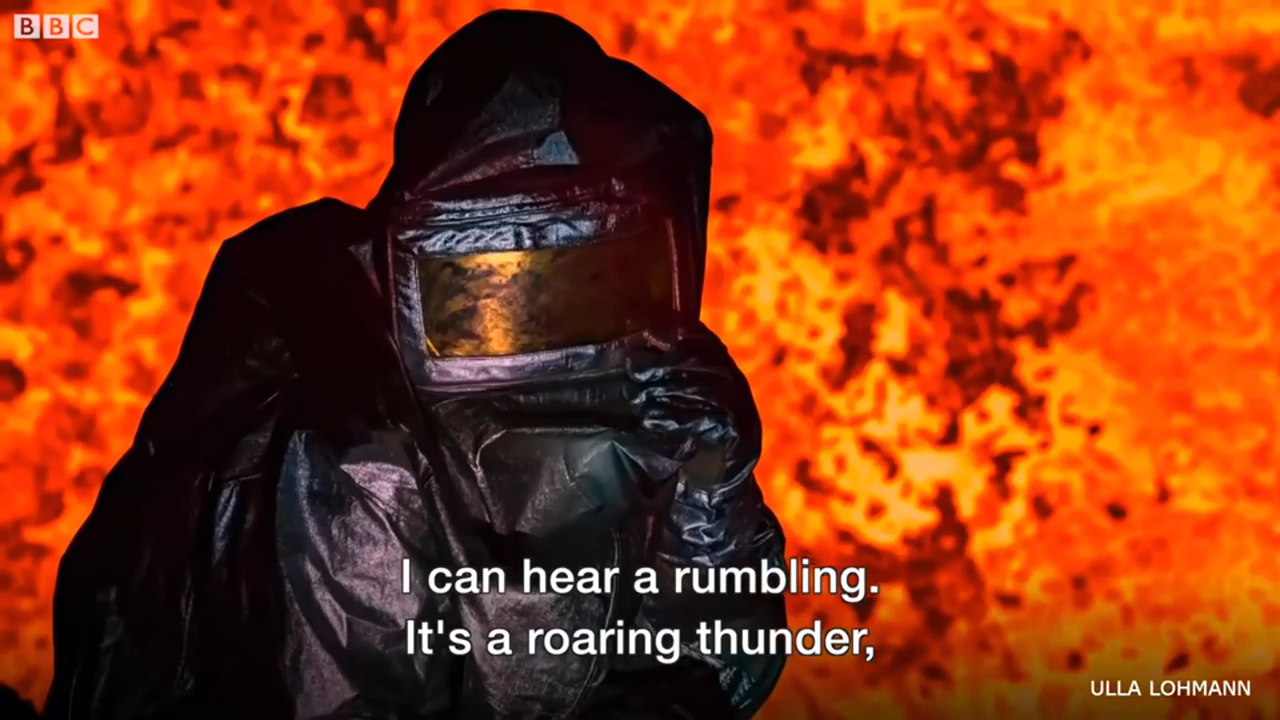 BBC
I can hear a rumbling.
It's a roaring thunder,
ULLA LOHMANN